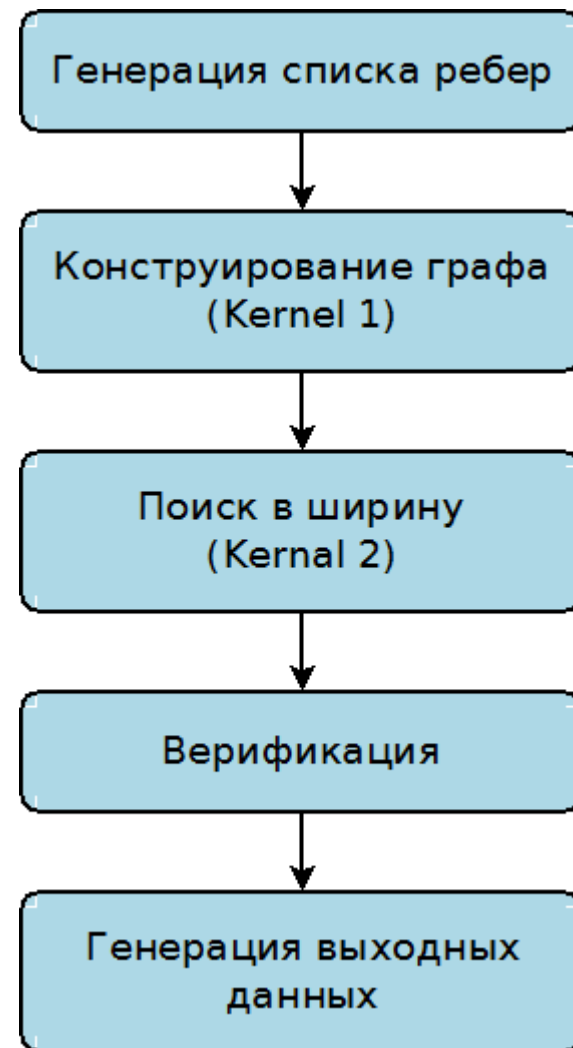 Генерация списка ребер
Конструирование графа
(Kernel 1)
Поиск в ширину
(Kernal 2)
Верификация
Генерация выходных
данных